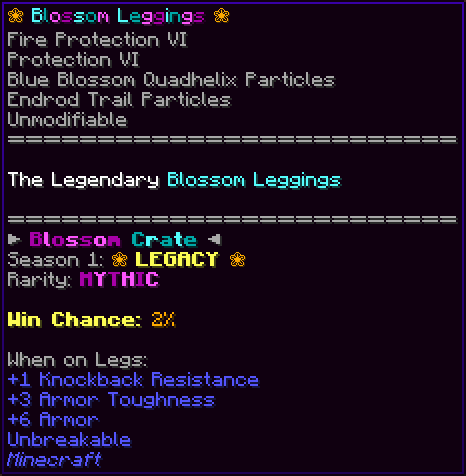 ❀ Blossom Leggings ❀
Fire Protection VI
Protection VI
Blue Blossom Quadhelix Particles
Endrod Trail Particles
Unmodifiable
=========================
The Legendary Blossom Leggings
=========================
► Blossom Crate ◄
Season 1: ❀ LEGACY ❀
Rarity: MYTHIC
Win Chance: 2%
When on Legs:
+1 Knockback Resistance
+3 Armor Toughness
+6 Armor
Unbreakable
Minecraft